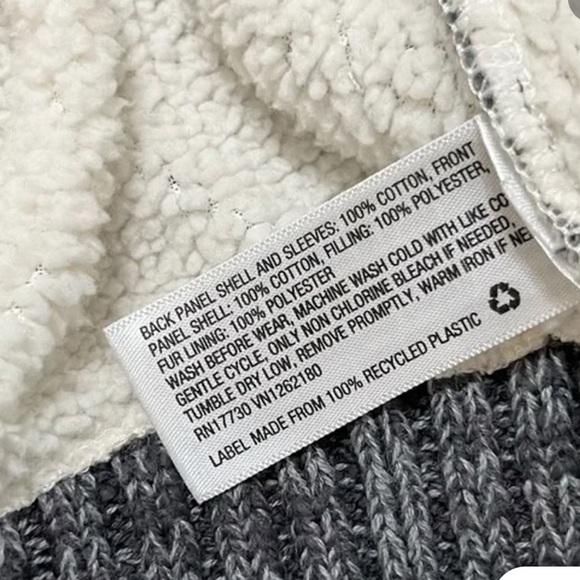 BACK PANEL SHELL AND SLEEVES: 100% COTTON, FRONT
PANEL SHELL: 100% COTTON, FILLING: 100% POLYESTER,
FUR LINING: 100% POLYESTER
WASH BEFORE WEAR, MACHINE WASH COLD WITH LIKE CO
GENTLE CYCLE, ONLY NON CHLORINE BLEACH IF NEEDED,
TUMBLE DRY LOW, REMOVE PROMPTLY, WARM IRON IF NEE
RN17730 VN1262180
LABEL MADE FROM 100% RECYCLED PLASTIC